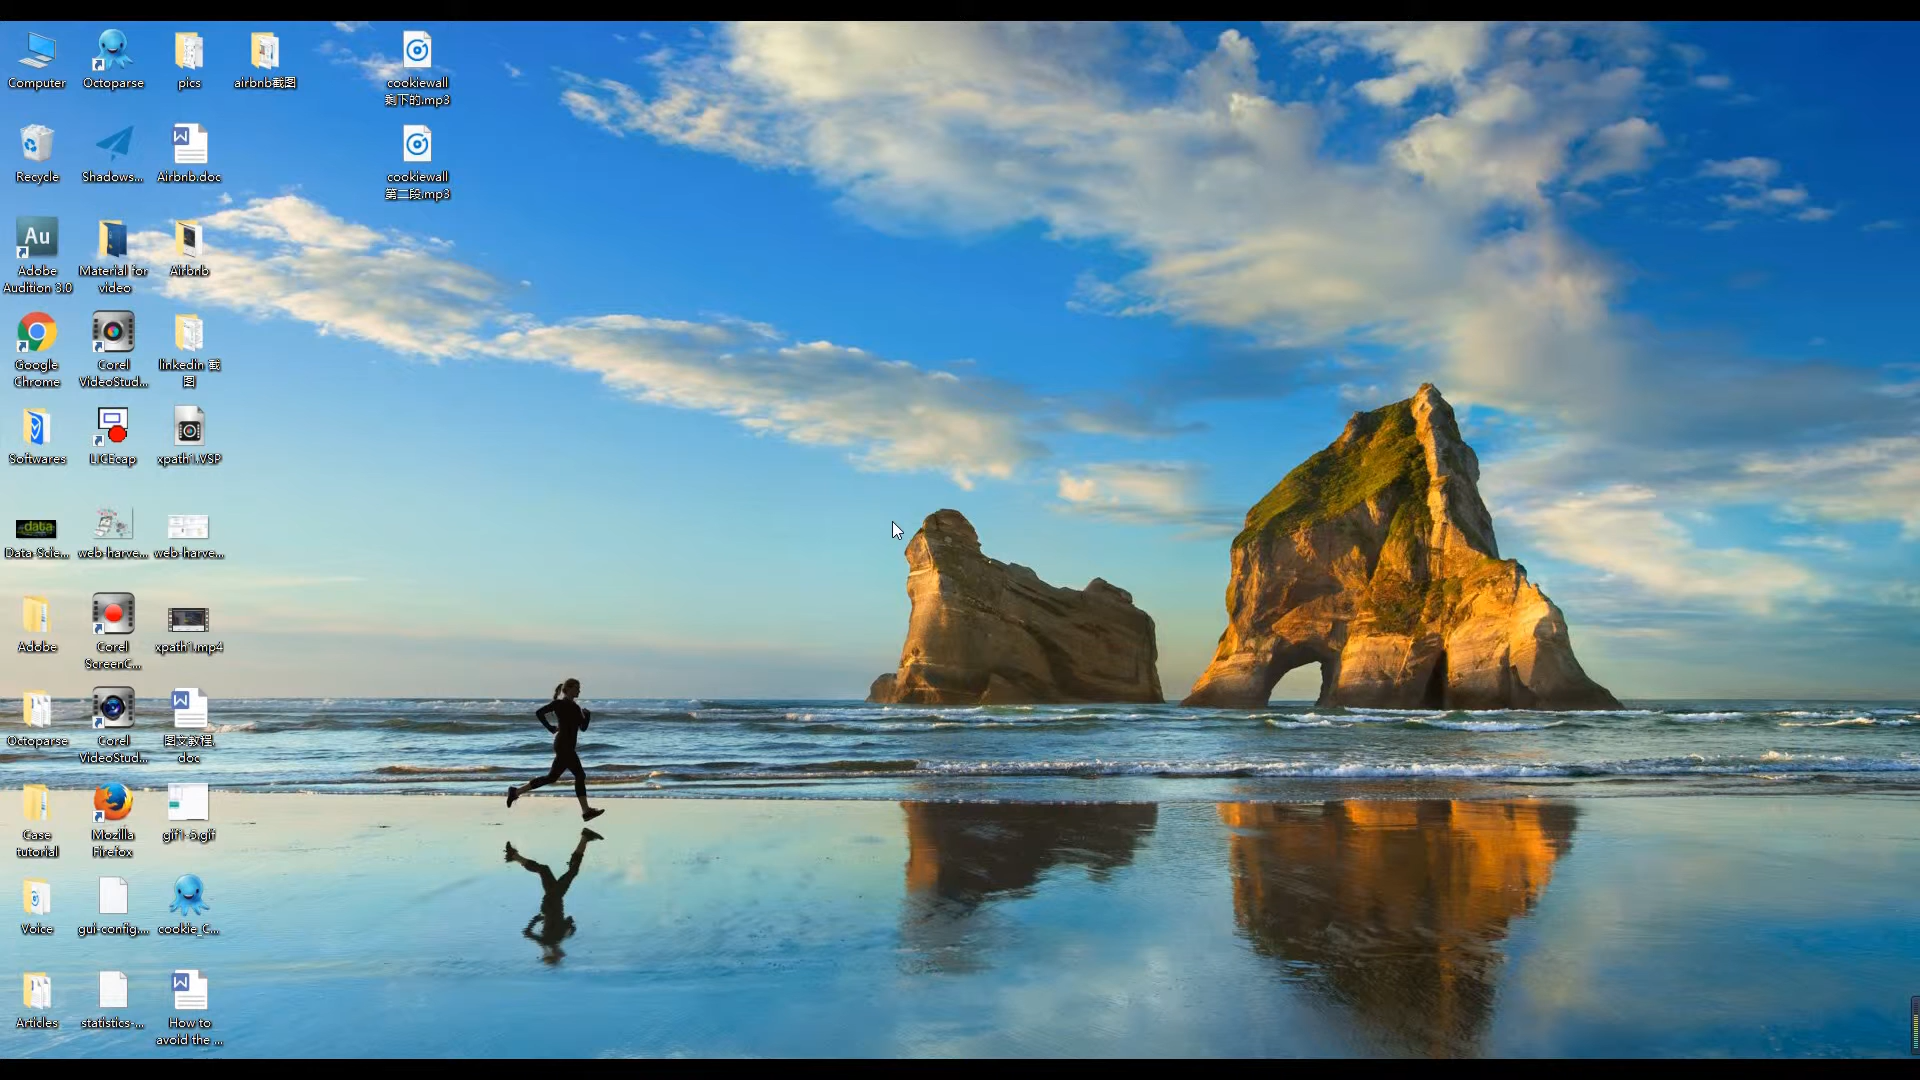 Computer
Octoparse
pics
airbnb截图
cookiewall
剩下的.mp3
Recycle
Shadows...
Airbnb.doc
cookiewall
第二段.mp3
Au
Adobe
Audition 3.0
Material for
video
Airbnb
Google
Chrome
Corel
VideoStud...
linkedin 截
图
Softwares
LICEcap
xpath1.VSP
data
Data-Scie...
web-harve...
web-harve...
Adobe
Corel
ScreenC...
xpath1.mp4
Octoparse
Corel
VideoStud...
图文教程.
doc
Case
tutorial
Mozilla
Firefox
gif1-5.gif
Voice
gui-config....
cookie_C...
Articles
statistics-...
How to
avoid the ...